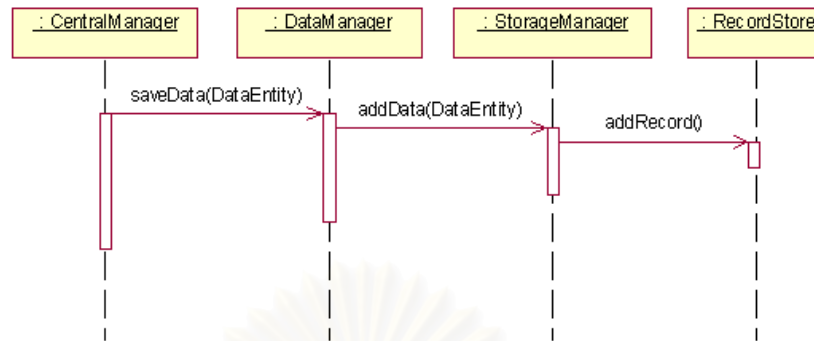 : CentralManager
: DataManager
: StorageManager
: RecordStore
saveData(DataEntity)
addData(DataEntity)
addRecord()